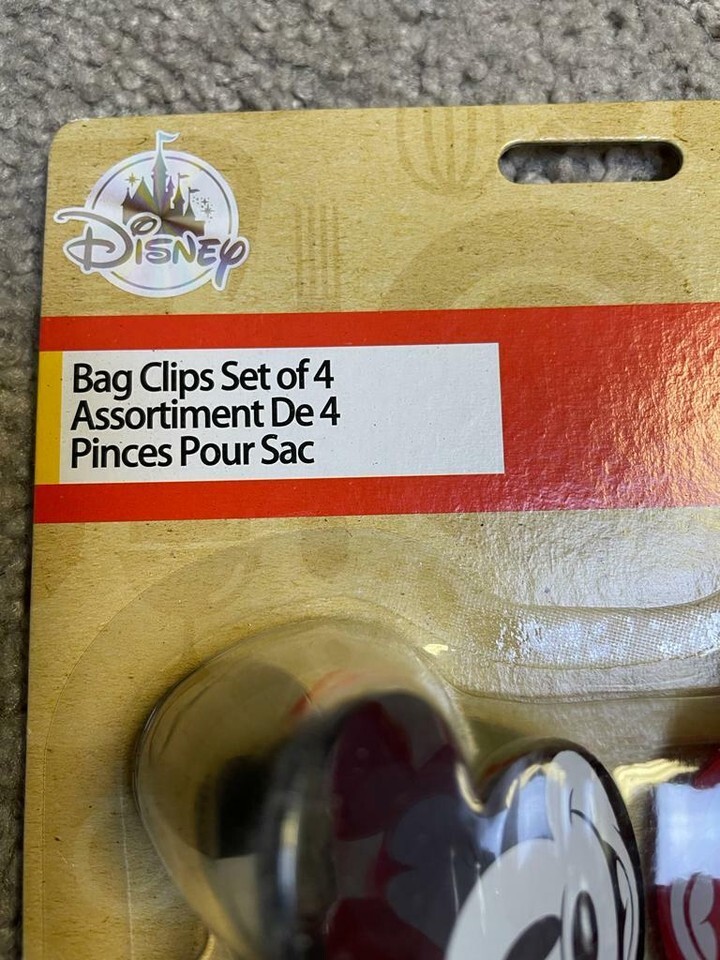 Disney
Bag Clips Set of 4
Assortiment De 4
Pinces Pour Sac